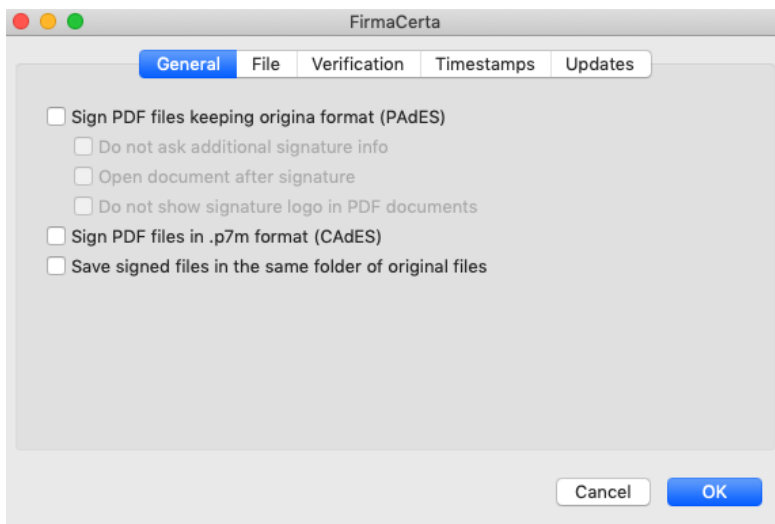 FirmaCerta
General File Verification Timestamps Updates
Sign PDF files keeping origina format (PAdES)
Do not ask additional signature info
Open document after signature
Do not show signature logo in PDF documents
Sign PDF files in .p7m format (CAdES)
Save signed files in the same folder of original files
Cancel OK